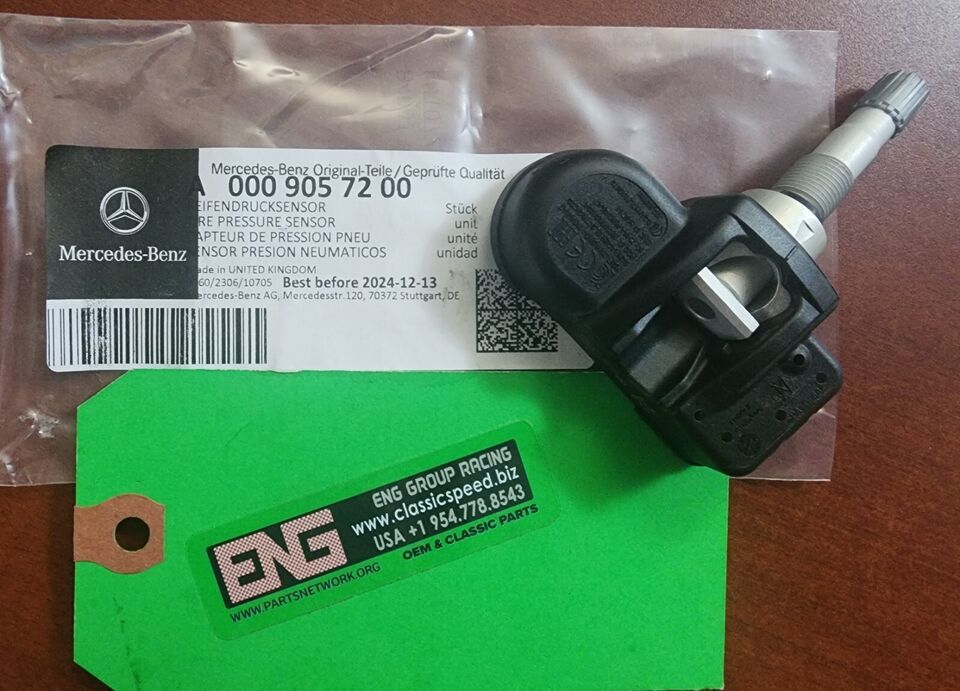 Mercedes-Benz Original-Teile / Geprüfte Qualität
A 000 905 72 00
EIFENDRUCKSENSOR
RE PRESSURE SENSOR
APTEUR DE PRESSION PNEU
ENSOR PRESION NEUMATICOS
Stück
unit
unité
unidad
Mercedes-Benz
ade in UNITED KINGDOM
60/2306/10705 Best before 2024-12-13
ercedes-Benz AG, Mercedesstr.120, 70372 Stuttgart, DE
ENG GROUP RACING
www.classicspeed.biz
USA +1 954.778.8543
OEM & CLASSIC PARTS
ENG
WWW.PARTSNETWORK.ORG